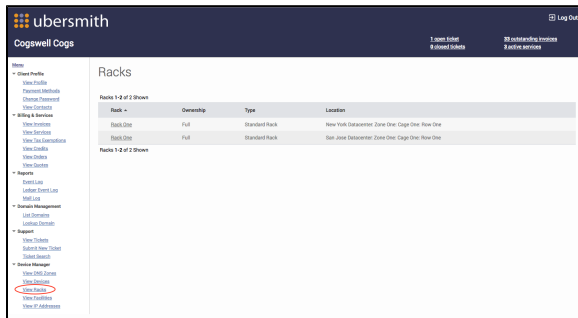 ubersmith
Log Out
Cogswell Cogs
1 open ticket
33 outstanding invoices
0 closed tickets
3 active services
Menu
Client Profile
View Profile
Payment Methods
Change Password
View Contacts
Billing & Services
View Invoices
View Services
View Tax Exemptions
View Credits
View Orders
View Quotes
Reports
Event Log
Ledger Event Log
Mail Log
Domain Management
List Domains
Lookup Domain
Support
View Tickets
Submit New Ticket
Ticket Search
Device Manager
View DNS Zones
View Devices
View Racks
View Facilities
View IP Addresses
Racks
Racks 1-2 of 2 Shown
Rack Ownership Type Location
Rack One Full Standard Rack New York Datacenter: Zone One: Cage One: Row One
Rack One Full Standard Rack San Jose Datacenter: Zone One: Cage One: Row One
Racks 1-2 of 2 Shown